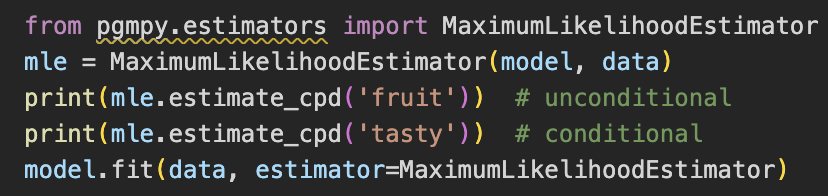 from pgmpy.estimators import MaximumLikelihoodEstimator
mle = MaximumLikelihoodEstimator(model, data)
print(mle.estimate_cpd('fruit'))  # unconditional
print(mle.estimate_cpd('tasty'))  # conditional
model.fit(data, estimator=MaximumLikelihoodEstimator)